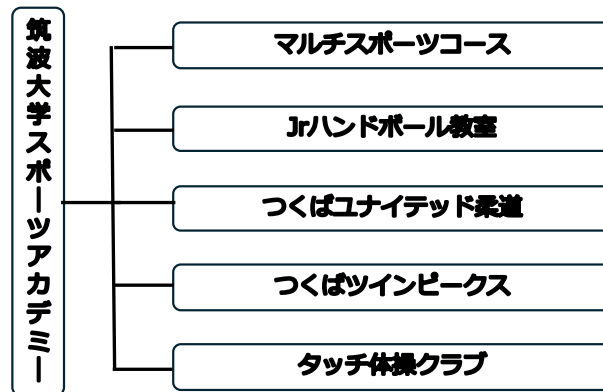 筑波大学スポーツアカデミー
マルチスポーツコース
Jrハンドボール教室
つくばユナイテッド柔道
つくばツインピークス
タッチ体操クラブ